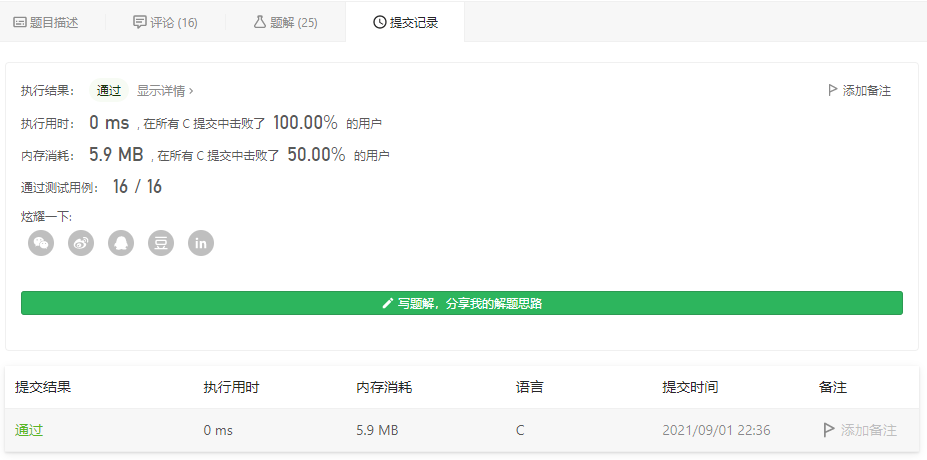 题目描述 评论 (16) 题解 (25) 提交记录
执行结果： 通过 显示详情 › 添加备注
执行用时： 0 ms , 在所有 C 提交中击败了 100.00% 的用户
内存消耗： 5.9 MB , 在所有 C 提交中击败了 50.00% 的用户
通过测试用例： 16 / 16
炫耀一下:
写题解，分享我的解题思路
提交结果 执行用时 内存消耗 语言 提交时间 备注
通过 0 ms 5.9 MB C 2021/09/01 22:36 添加备注